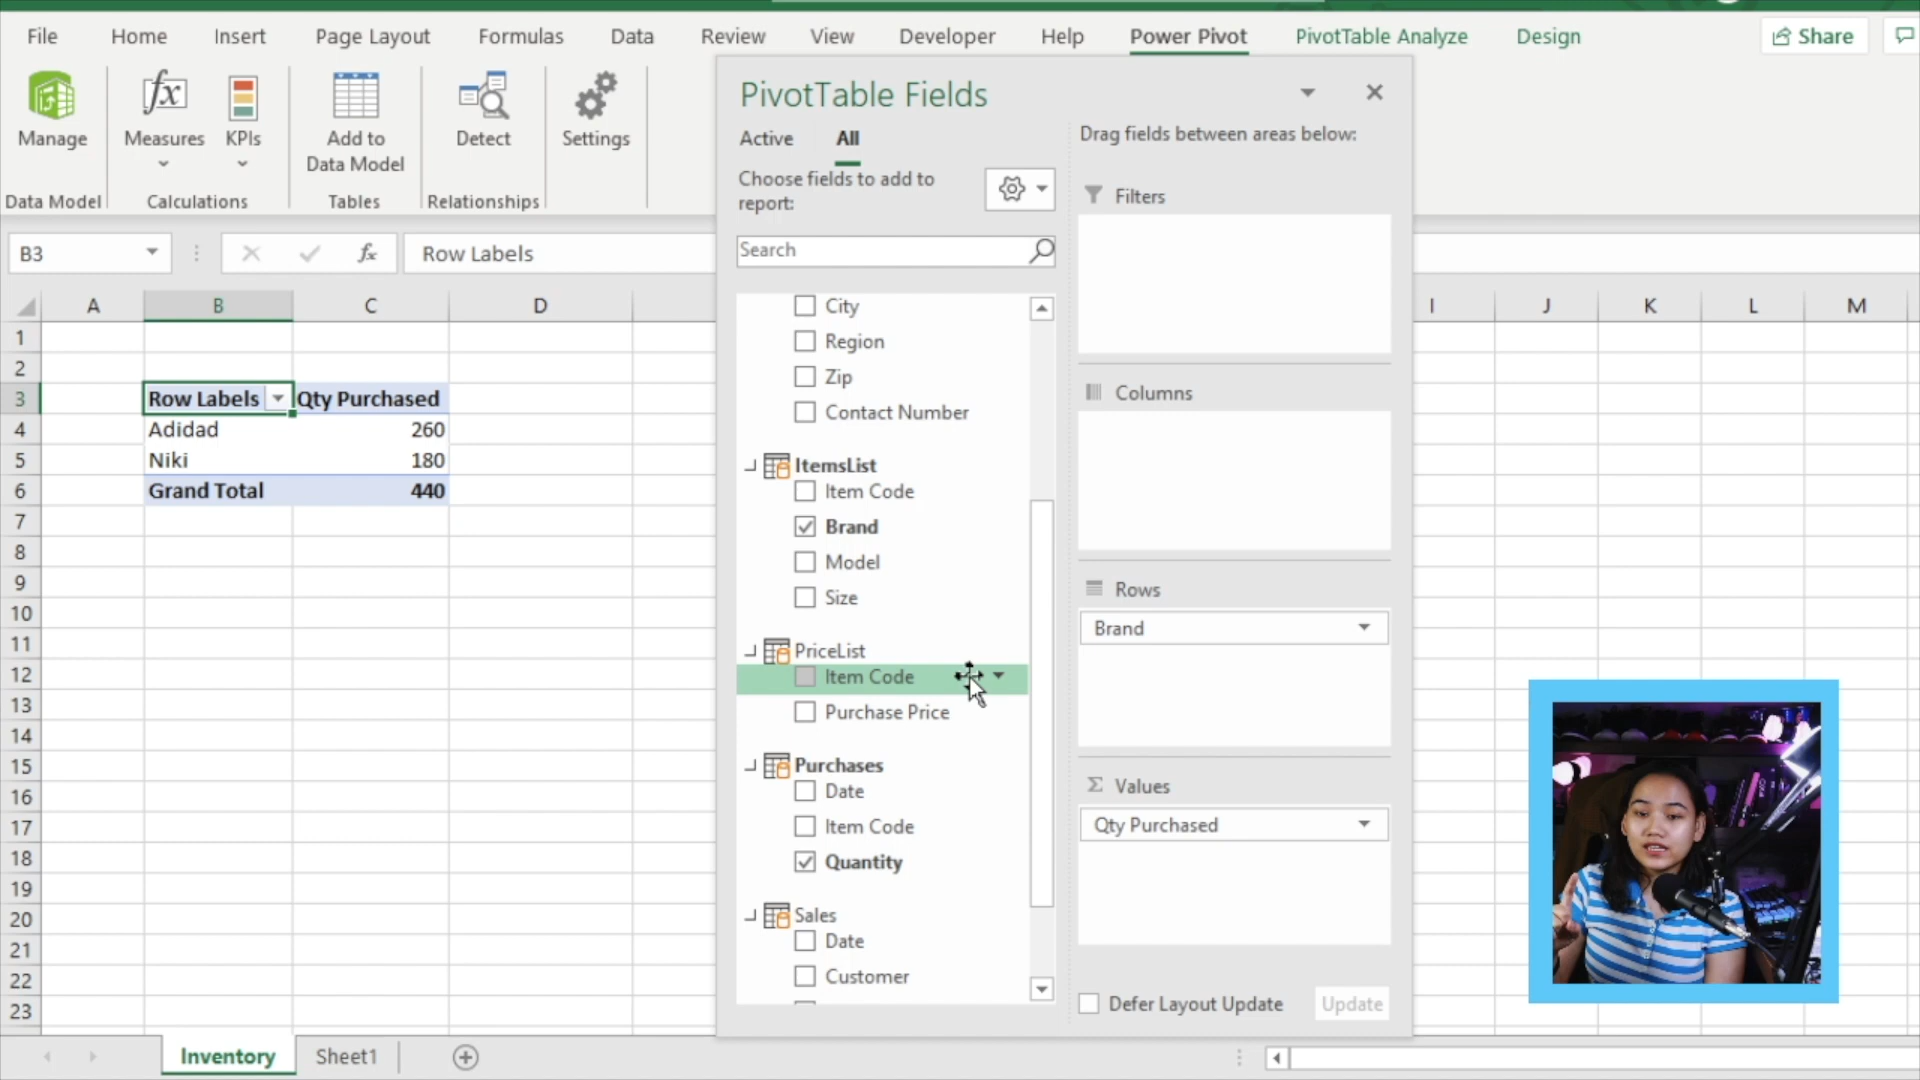 File Home Insert Page Layout Formulas Data Review View Developer Help Power Pivot PivotTable Analyze Design Share
Manage
Measures
KPIs
Add to
Data Model
Detect
Settings
Data Model
Calculations
Tables
Relationships
B3
fx
Row Labels
A B C D I J K L M
1
2
3 Row Labels Qty Purchased
4 Adidad 260
5 Niki 180
6 Grand Total 440
7
8
9
10
11
12
13
14
15
16
17
18
19
20
21
22
23
PivotTable Fields
Active All
Choose fields to add to
report:
Search
City
Region
Zip
Contact Number
ItemsList
Item Code
Brand
Model
Size
PriceList
Item Code
Purchase Price
Purchases
Date
Item Code
Quantity
Sales
Date
Customer
Drag fields between areas below:
Filters
Columns
Rows
Brand
Σ Values
Qty Purchased
Defer Layout Update Update
Inventory Sheet1